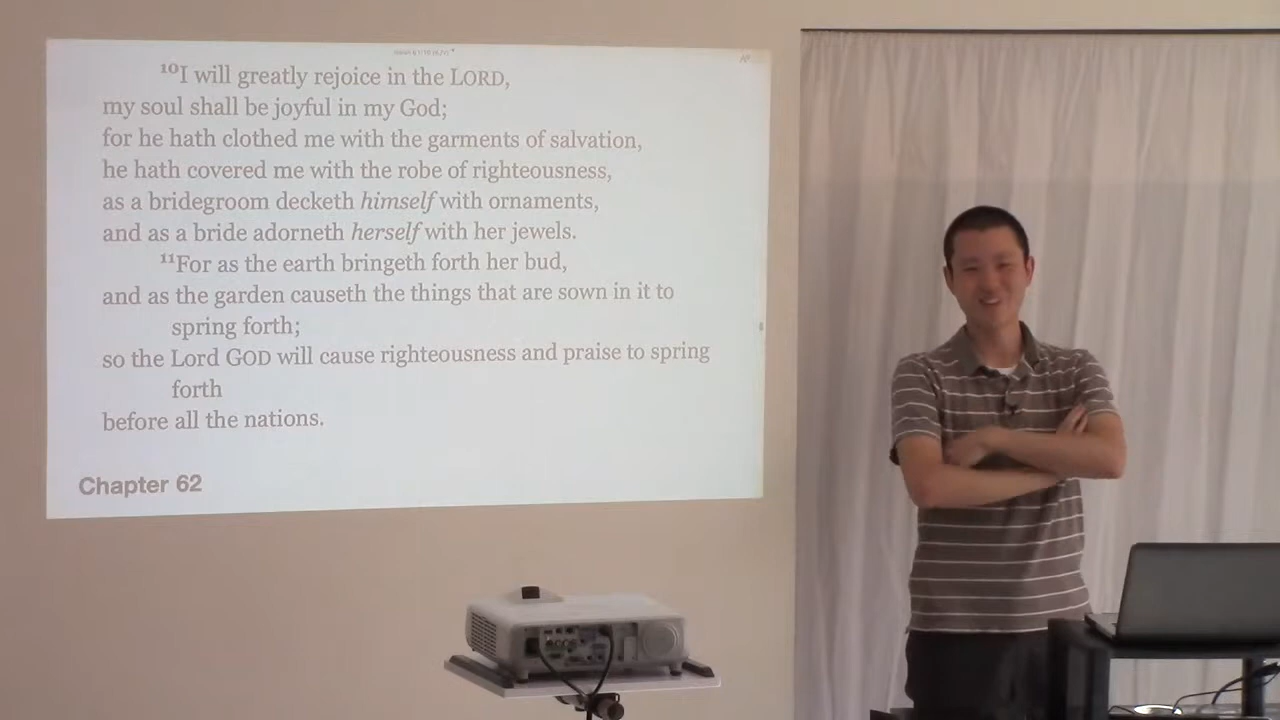 ¹⁰I will greatly rejoice in the LORD,
my soul shall be joyful in my God;
for he hath clothed me with the garments of salvation,
he hath covered me with the robe of righteousness,
as a bridegroom decketh himself with ornaments,
and as a bride adorneth herself with her jewels.
¹¹For as the earth bringeth forth her bud,
and as the garden causeth the things that are sown in it to
spring forth;
so the Lord GOD will cause righteousness and praise to spring
forth
before all the nations.
Chapter 62